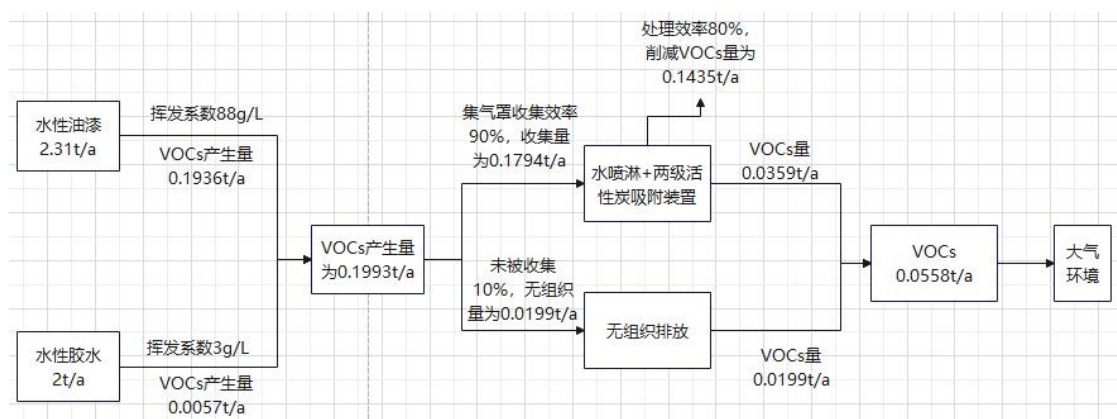 处理效率80%，
削减VOCs量为
0.1435t/a
水性油漆
2.31t/a
挥发系数88g/L
VOCs产生量
0.1936t/a
集气罩收集效率
90%，收集量
为0.1794t/a
水喷淋+两级活
性炭吸附装置
VOCs量
0.0359t/a
VOCs产生量
为0.1993t/a
未被收集
10%，无组织
量为0.0199t/a
无组织排放
VOCs量
0.0199t/a
VOCs
0.0558t/a
大气
环境
水性胶水
2t/a
挥发系数3g/L
VOCs产生量
0.0057t/a